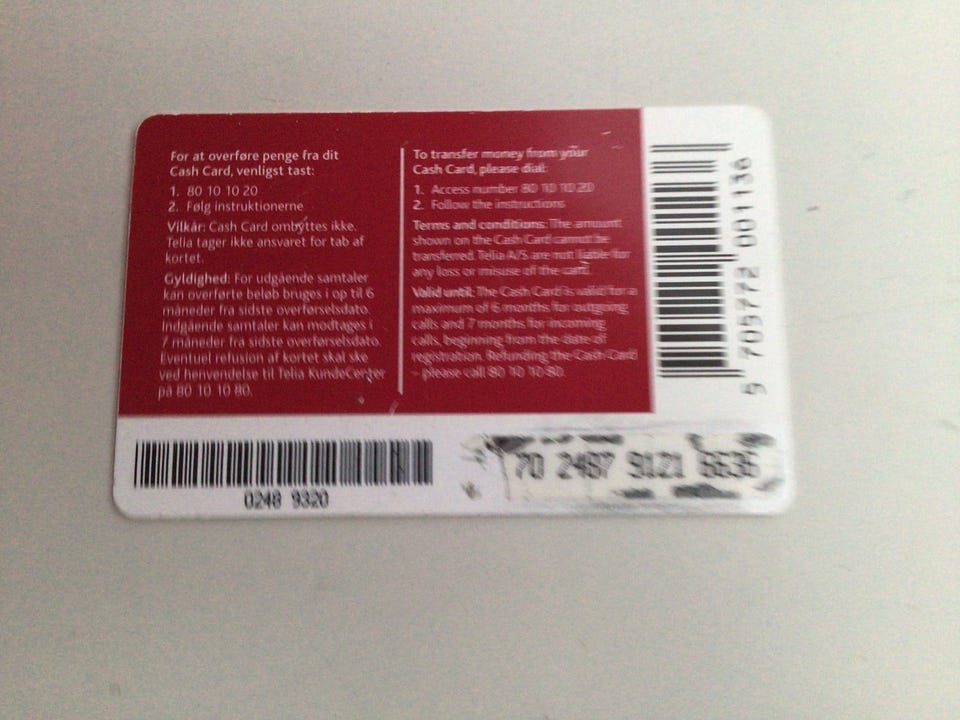 For at overføre penge fra dit
Cash Card, venligst tast:
1. 80 10 10 20
2. Følg instruktionerne
Vilkår: Cash Card ombyttes ikke.
Telia tager ikke ansvaret for tab af
kortet.
Gyldighed: For udgående samtaler
kan overførte beløb bruges i op til 6
måneder fra sidste overførselsdato.
Indgående samtaler kan modtages i
7 måneder fra sidste overførselsdato.
Eventuel refusion af kortet skal ske
ved henvendelse til Telia KundeCenter
på 80 10 10 80.
To transfer money from your
Cash Card, please dial:
1. Access number 80 10 10 20
2. Follow the instructions
Terms and conditions: The amount
shown on the Cash Card cannot be
transferred. Telia A/S are not liable for
any loss or misuse of the card.
Valid until: The Cash Card is valid for a
maximum of 6 months for outgoing
calls and 7 months for incoming
calls, beginning from the date of
registration. Refunding the Cash Card
– please call 80 10 10 80.
5 705772 001136
0248 9320
70 2487 9121 6636